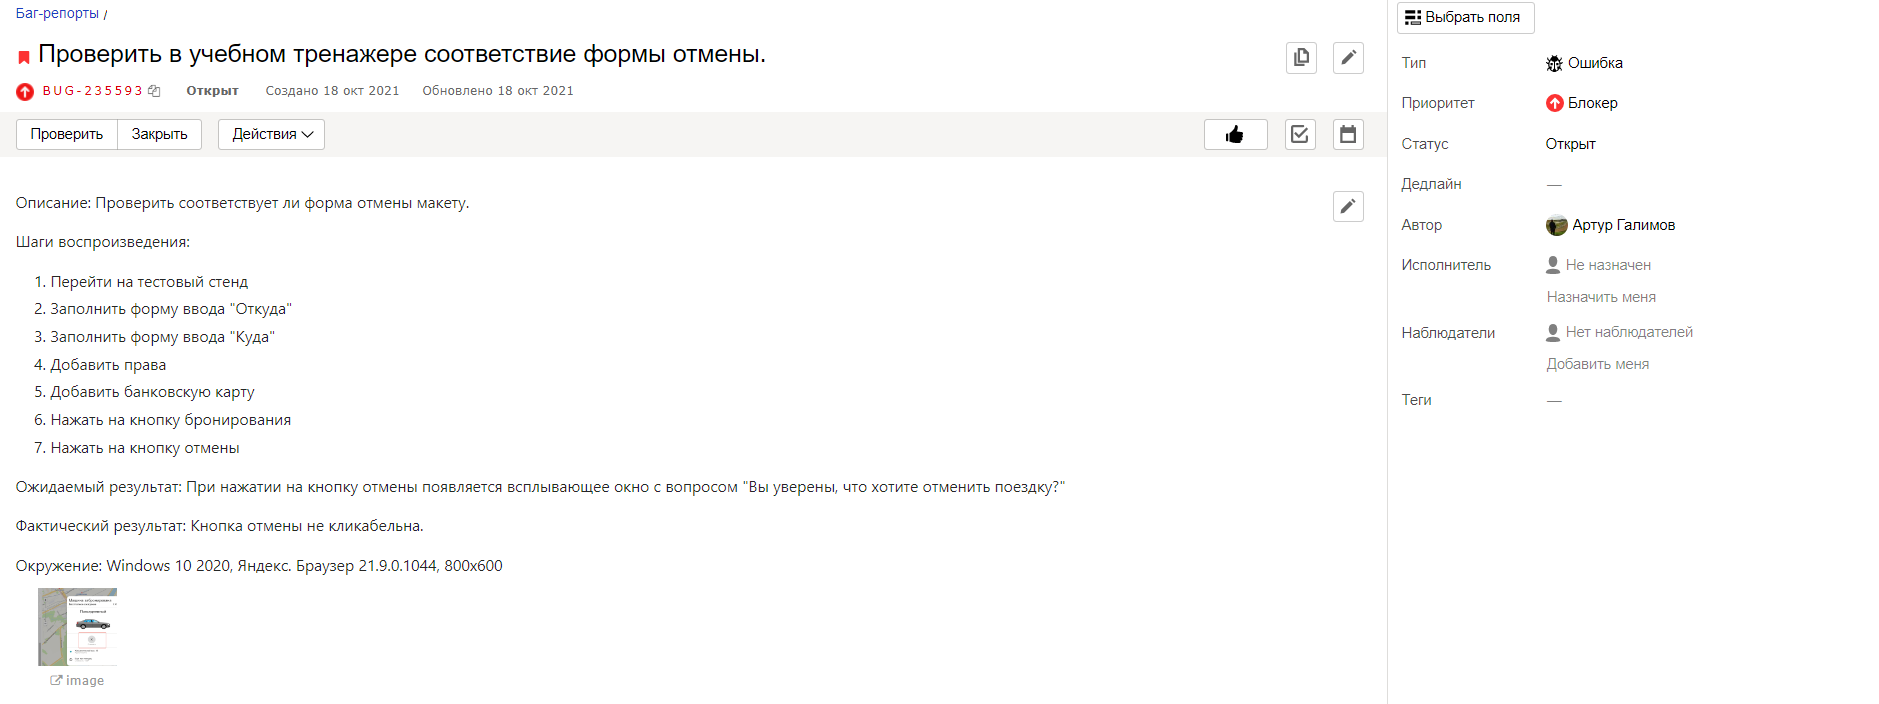 Баг-репорты /
Проверить в учебном тренажере соответствие формы отмены.
BUG-235593 Открыт Создано 18 окт 2021 Обновлено 18 окт 2021
Проверить Закрыть Действия
Описание: Проверить соответствует ли форма отмены макету.
Шаги воспроизведения:
1. Перейти на тестовый стенд
2. Заполнить форму ввода "Откуда"
3. Заполнить форму ввода "Куда"
4. Добавить права
5. Добавить банковскую карту
6. Нажать на кнопку бронирования
7. Нажать на кнопку отмены
Ожидаемый результат: При нажатии на кнопку отмены появляется всплывающее окно с вопросом "Вы уверены, что хотите отменить поездку?"
Фактический результат: Кнопка отмены не кликабельна.
Окружение: Windows 10 2020, Яндекс. Браузер 21.9.0.1044, 800x600
image
Выбрать поля
Тип Ошибка
Приоритет Блокер
Статус Открыт
Дедлайн —
Автор Артур Галимов
Исполнитель Не назначен
Назначить меня
Наблюдатели Нет наблюдателей
Добавить меня
Теги —